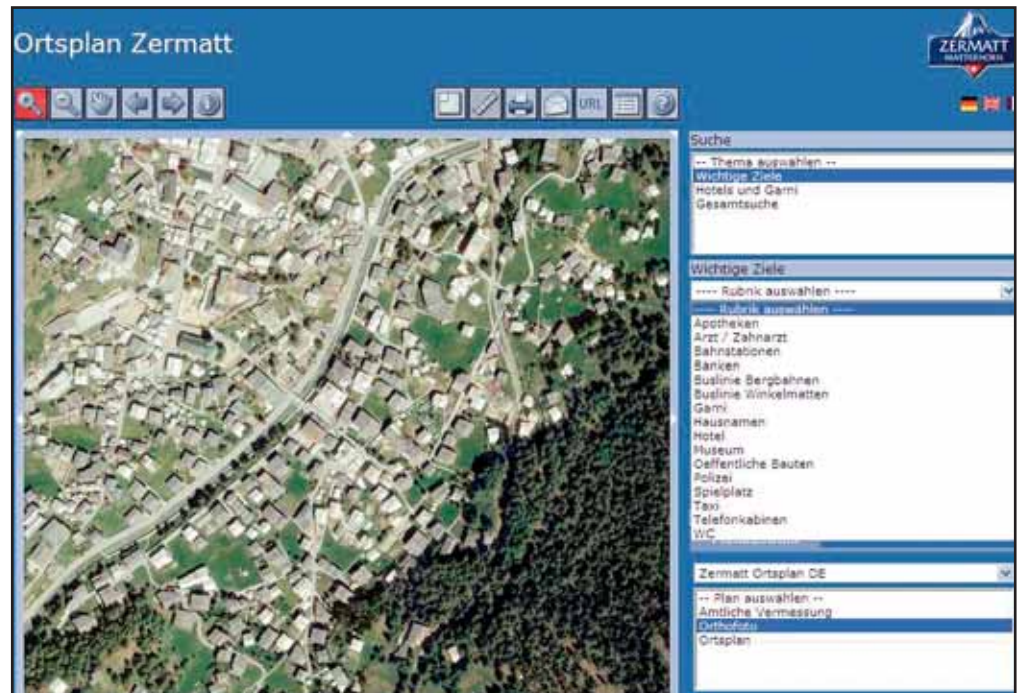 Ortsplan Zermatt
ZERMATT
MATTERHORN
URL
Suche
-- Thema auswählen --
Wichtige Ziele
Hotels und Garni
Gesamtsuche
Wichtige Ziele
---- Rubrik auswählen ----
---- Rubrik auswählen ----
Apotheken
Arzt / Zahnarzt
Bahnstationen
Banken
Buslinie Bergbahnen
Buslinie Winkelmatten
Garni
Hausnamen
Hotel
Museum
Oeffentliche Bauten
Polizei
Spielplatz
Taxi
Telefonkabinen
WC
Zermatt Ortsplan DE
-- Plan auswählen --
Amtliche Vermessung
Orthofoto
Ortsplan